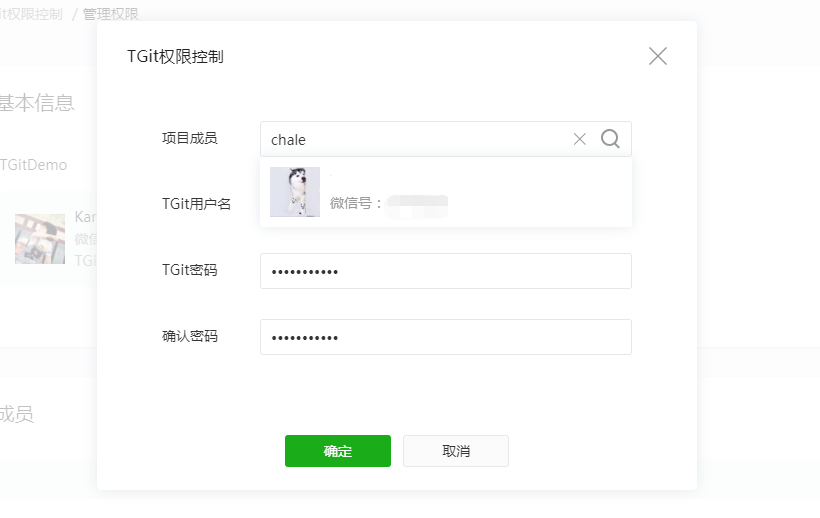 it权限控制 / 管理权限
TGit权限控制
基本信息
项目成员
chale
TGitDemo
TGit用户名
微信号：
Kar
微信
TGi
TGit密码
•••••••••••
确认密码
•••••••••••
成员
确定
取消